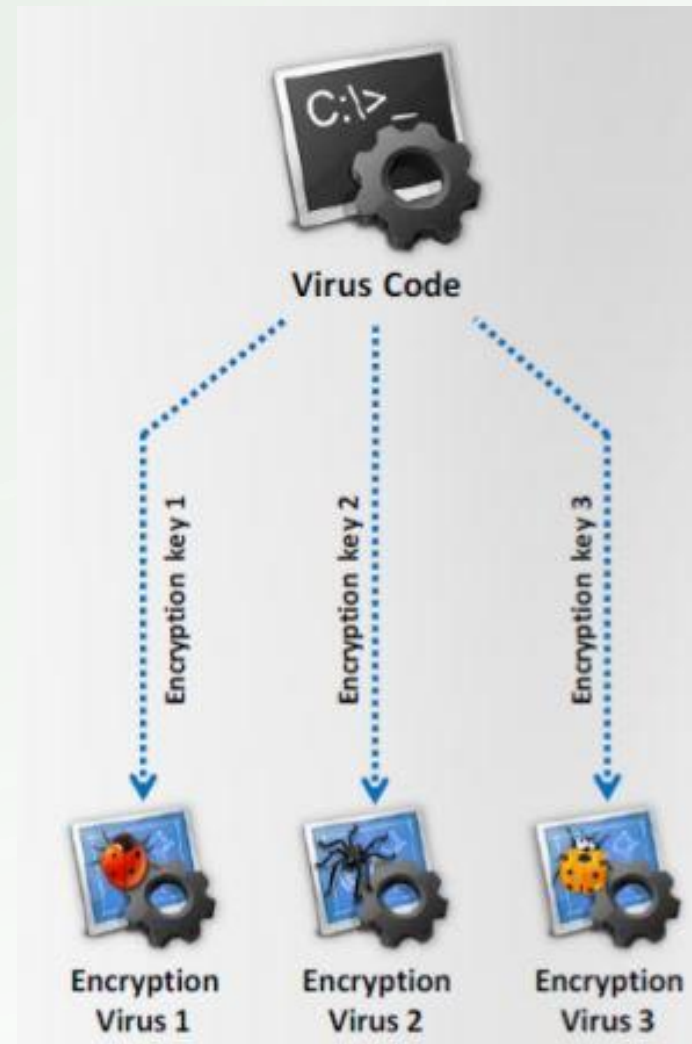 C:\>_
Virus Code
Encryption key 1
Encryption key 2
Encryption key 3
Encryption
Virus 1
Encryption
Virus 2
Encryption
Virus 3